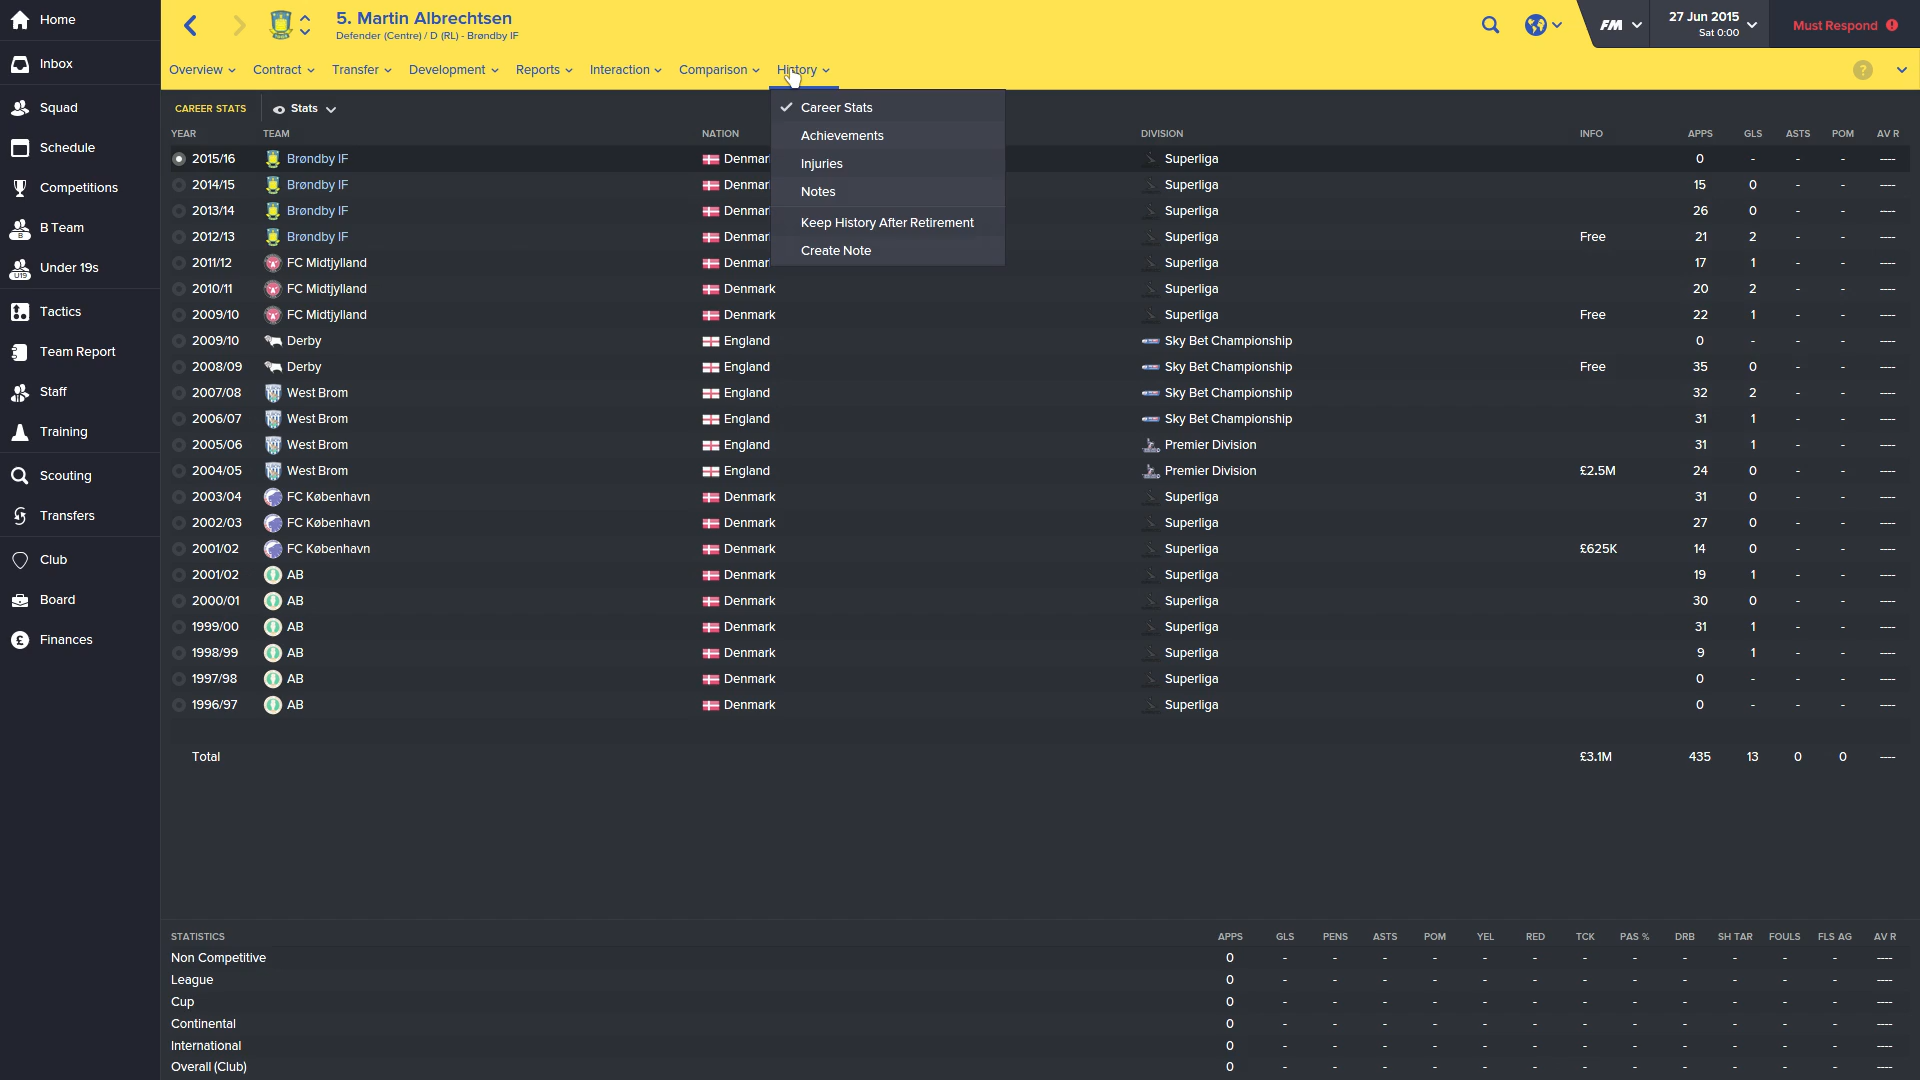 Home
Inbox
Squad
Schedule
Competitions
B Team
Under 19s
Tactics
Team Report
Staff
Training
Scouting
Transfers
Club
Board
Finances
5. Martin Albrechtsen
Defender (Centre) / D (RL) - Brøndby IF
FM
27 Jun 2015
Sat 0:00
Must Respond
Overview Contract Transfer Development Reports Interaction Comparison History
?
CAREER STATS Stats
Career Stats
Achievements
Injuries
Notes
Keep History After Retirement
Create Note
YEAR TEAM NATION DIVISION INFO APPS GLS ASTS POM AV R
2015/16 Brøndby IF Denmar Superliga 0 - - - ----
2014/15 Brøndby IF Denmar Superliga 15 0 - - ----
2013/14 Brøndby IF Denmar Superliga 26 0 - - ----
2012/13 Brøndby IF Denmar Superliga Free 21 2 - - ----
2011/12 FC Midtjylland Denmar Superliga 17 1 - - ----
2010/11 FC Midtjylland Denmark Superliga 20 2 - - ----
2009/10 FC Midtjylland Denmark Superliga Free 22 1 - - ----
2009/10 Derby England Sky Bet Championship 0 - - - ----
2008/09 Derby England Sky Bet Championship Free 35 0 - - ----
2007/08 West Brom England Sky Bet Championship 32 2 - - ----
2006/07 West Brom England Sky Bet Championship 31 1 - - ----
2005/06 West Brom England Premier Division 31 1 - - ----
2004/05 West Brom England Premier Division £2.5M 24 0 - - ----
2003/04 FC København Denmark Superliga 31 0 - - ----
2002/03 FC København Denmark Superliga 27 0 - - ----
2001/02 FC København Denmark Superliga £625K 14 0 - - ----
2001/02 AB Denmark Superliga 19 1 - - ----
2000/01 AB Denmark Superliga 30 0 - - ----
1999/00 AB Denmark Superliga 31 1 - - ----
1998/99 AB Denmark Superliga 9 1 - - ----
1997/98 AB Denmark Superliga 0 - - - ----
1996/97 AB Denmark Superliga 0 - - - ----
Total £3.1M 435 13 0 0 ----
STATISTICS APPS GLS PENS ASTS POM YEL RED TCK PAS % DRB SH TAR FOULS FLS AG AV R
Non Competitive 0 - - - - - - - - - - - - ----
League 0 - - - - - - - - - - - - ----
Cup 0 - - - - - - - - - - - - ----
Continental 0 - - - - - - - - - - - - ----
International 0 - - - - - - - - - - - - ----
Overall (Club) 0 - - - - - - - - - - - - ----